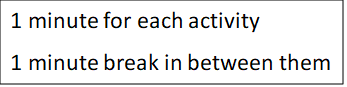 1 minute for each activity
1 minute break in between them